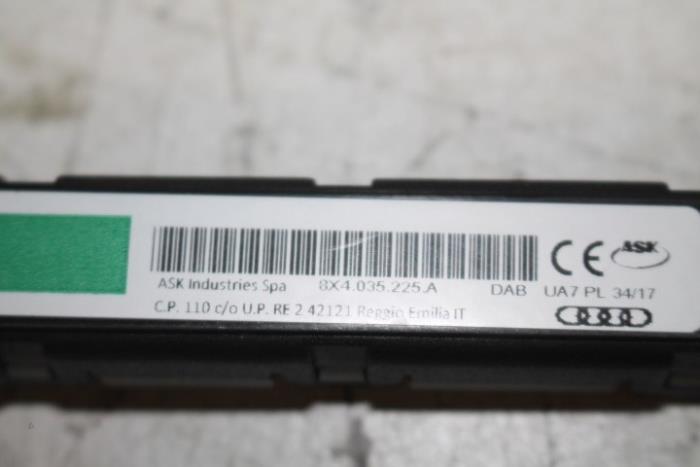 CE ASK
ASK Industries Spa 8X4.035.225.A DAB UA7 PL 34/17
C.P. 110 c/o U.P. RE 2 42121 Reggio Emilia IT